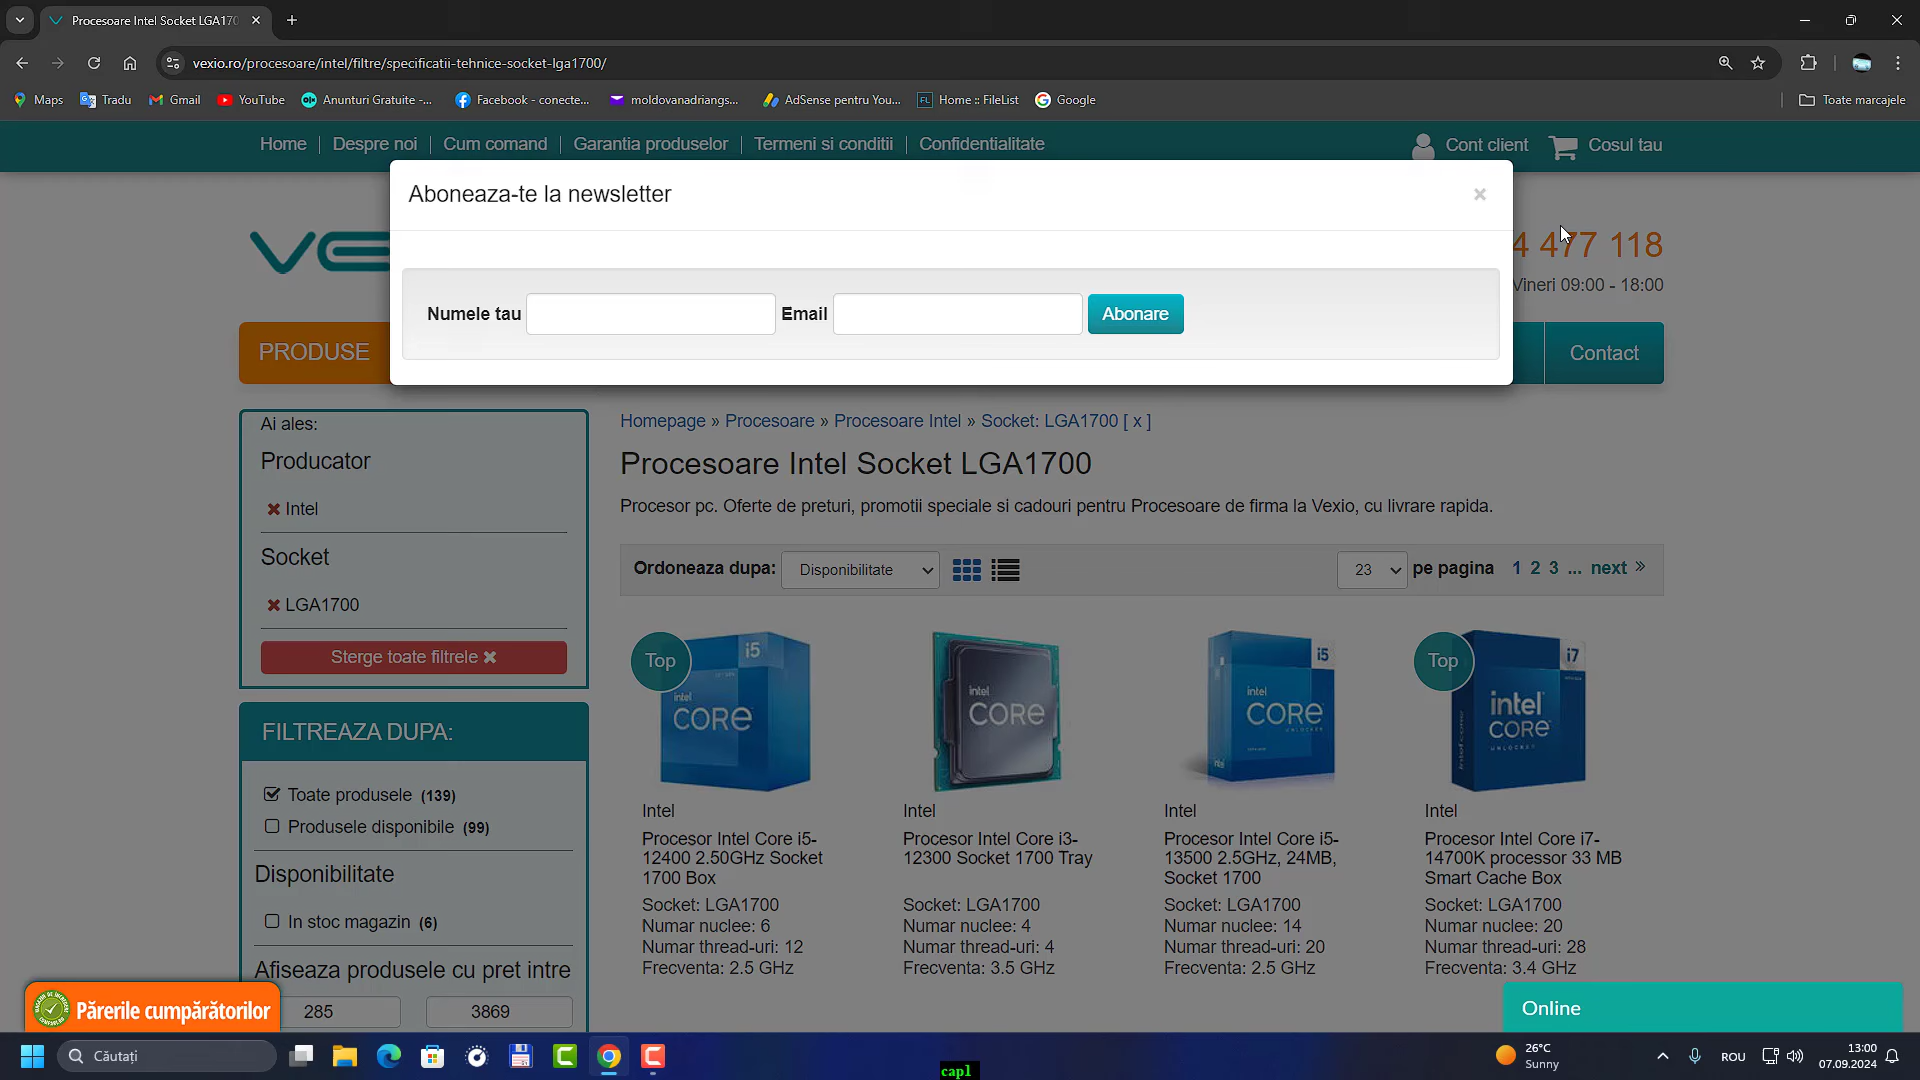 Procesoare Intel Socket LGA170
vexio.ro/procesoare/intel/filtre/specificatii-tehnice-socket-lga1700/
Maps
Tradu
Gmail
YouTube
Anunturi Gratuite -...
Facebook - conecte...
moldovanadriangs...
AdSense pentru You...
FL Home :: FileList
Google
Toate marcajele
Home
Despre noi
Cum comand
Garantia produselor
Termeni si conditii
Confidentialitate
Cont client
Cosul tau
Aboneaza-te la newsletter
×
VE
4 477 118
Vineri 09:00 - 18:00
Numele tau
Email
Abonare
PRODUSE
Contact
Ai ales:
Producator
Intel
Socket
LGA1700
Sterge toate filtrele
Homepage » Procesoare » Procesoare Intel » Socket: LGA1700 [ x ]
Procesoare Intel Socket LGA1700
Procesor pc. Oferte de preturi, promotii speciale si cadouri pentru Procesoare de firma la Vexio, cu livrare rapida.
Ordoneaza dupa: Disponibilitate
23 pe pagina 1 2 3 ... next »
FILTREAZA DUPA:
Toate produsele (139)
Produsele disponibile (99)
Disponibilitate
In stoc magazin (6)
Afiseaza produsele cu pret intre
285
3869
Top
i5
intel
CORE
Intel
Procesor Intel Core i5-
12400 2.50GHz Socket
1700 Box
Socket: LGA1700
Numar nuclee: 6
Numar thread-uri: 12
Frecventa: 2.5 GHz
intel
CORE
Intel
Procesor Intel Core i3-
12300 Socket 1700 Tray
Socket: LGA1700
Numar nuclee: 4
Numar thread-uri: 4
Frecventa: 3.5 GHz
i5
intel
CORE
UNLOCKED
Intel
Procesor Intel Core i5-
13500 2.5GHz, 24MB,
Socket 1700
Socket: LGA1700
Numar nuclee: 14
Numar thread-uri: 20
Frecventa: 2.5 GHz
Top
i7
intel
CORE
UNLOCKED
intel CORE
Intel
Procesor Intel Core i7-
14700K processor 33 MB
Smart Cache Box
Socket: LGA1700
Numar nuclee: 20
Numar thread-uri: 28
Frecventa: 3.4 GHz
Părerile cumpărătorilor
Online
Căutați
capl
26°C
Sunny
ROU
13:00
07.09.2024